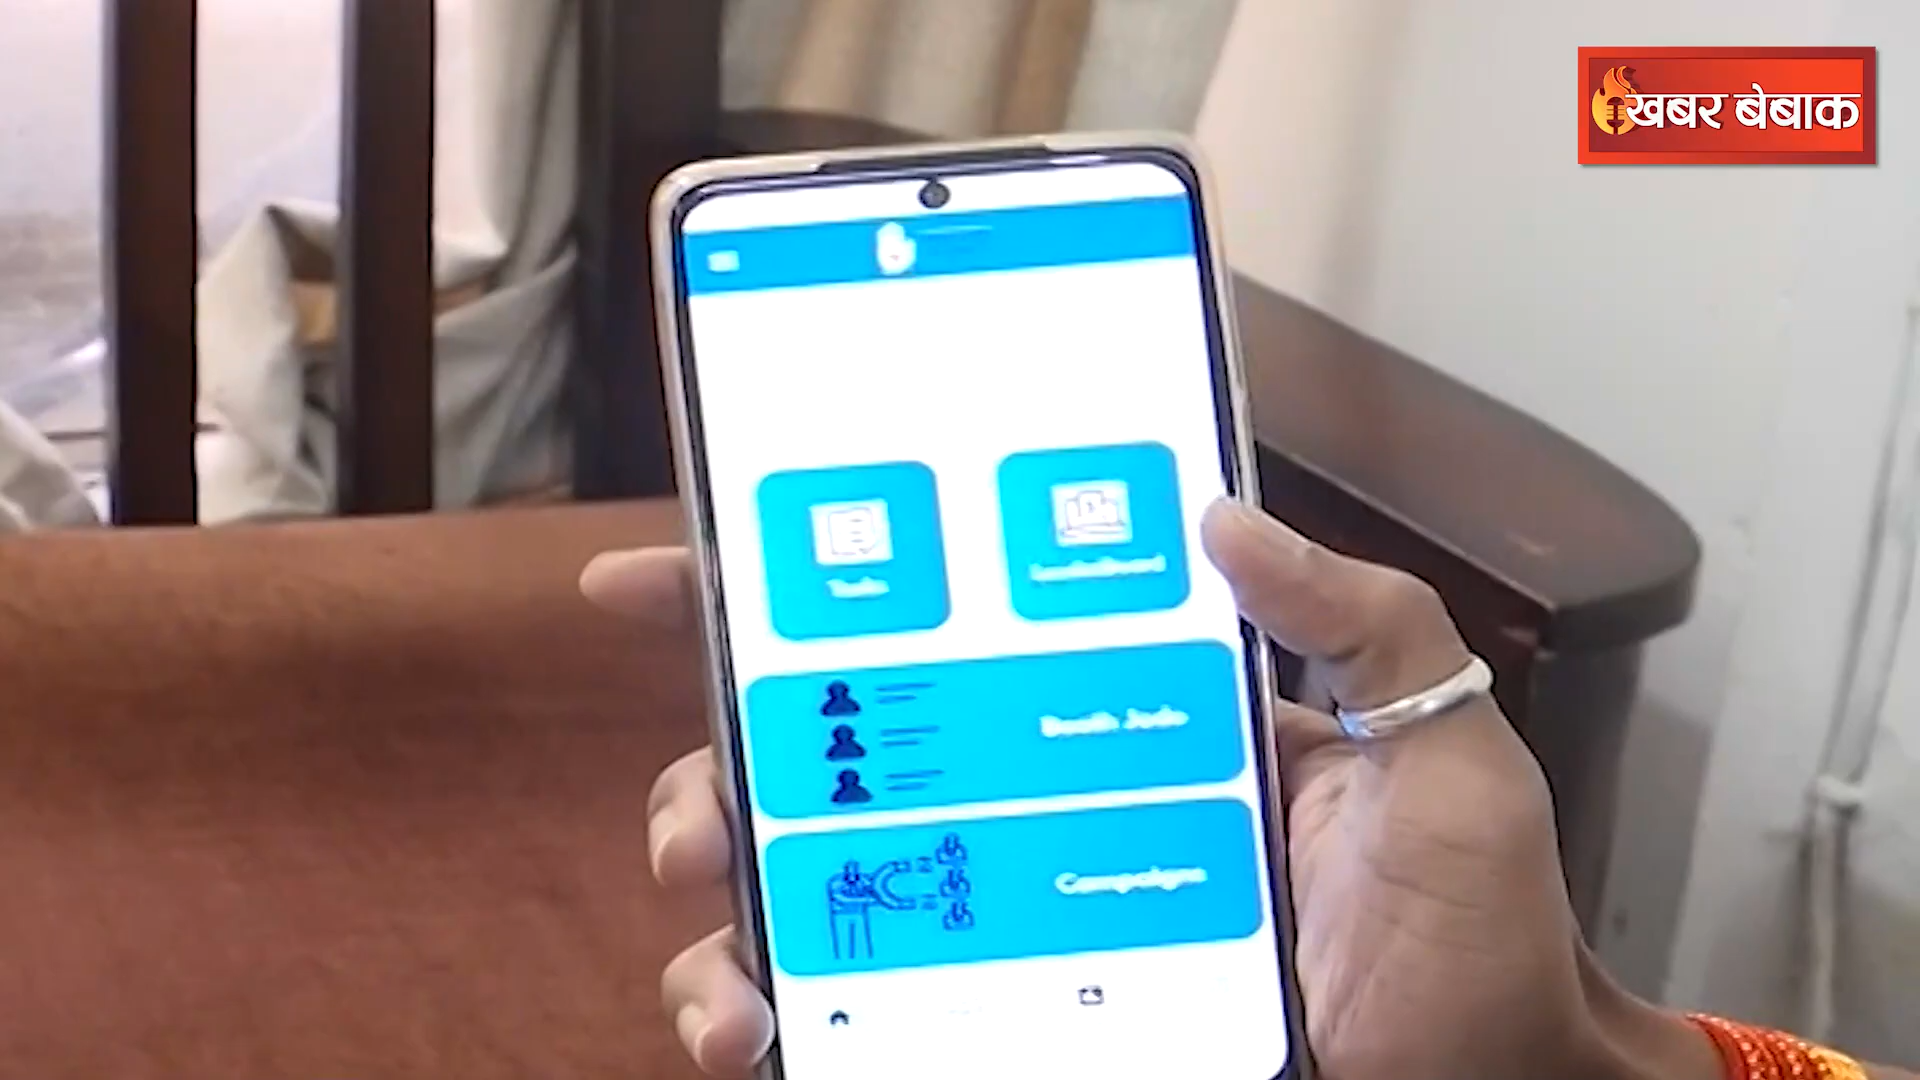 खबर बेबाक
Tasks
Leaderboard
Booth Jodo
Campaigns